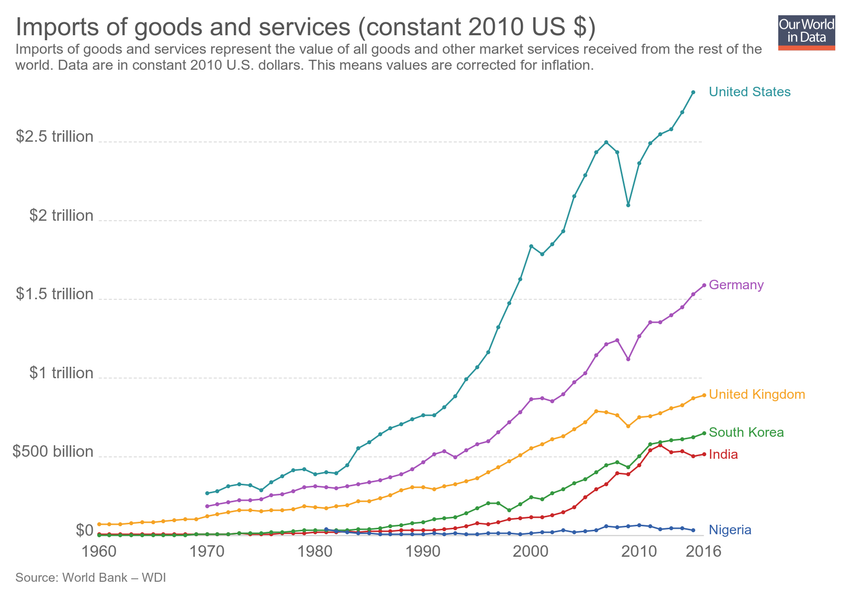 Imports of goods and services (constant 2010 US $)
Our World
in Data
Imports of goods and services represent the value of all goods and other market services received from the rest of the
world. Data are in constant 2010 U.S. dollars. This means values are corrected for inflation.
United States
$2.5 trillion
$2 trillion
$1.5 trillion
Germany
$1 trillion
United Kingdom
South Korea
$500 billion
India
$0
Nigeria
1960 1970 1980 1990 2000 2010 2016
Source: World Bank – WDI